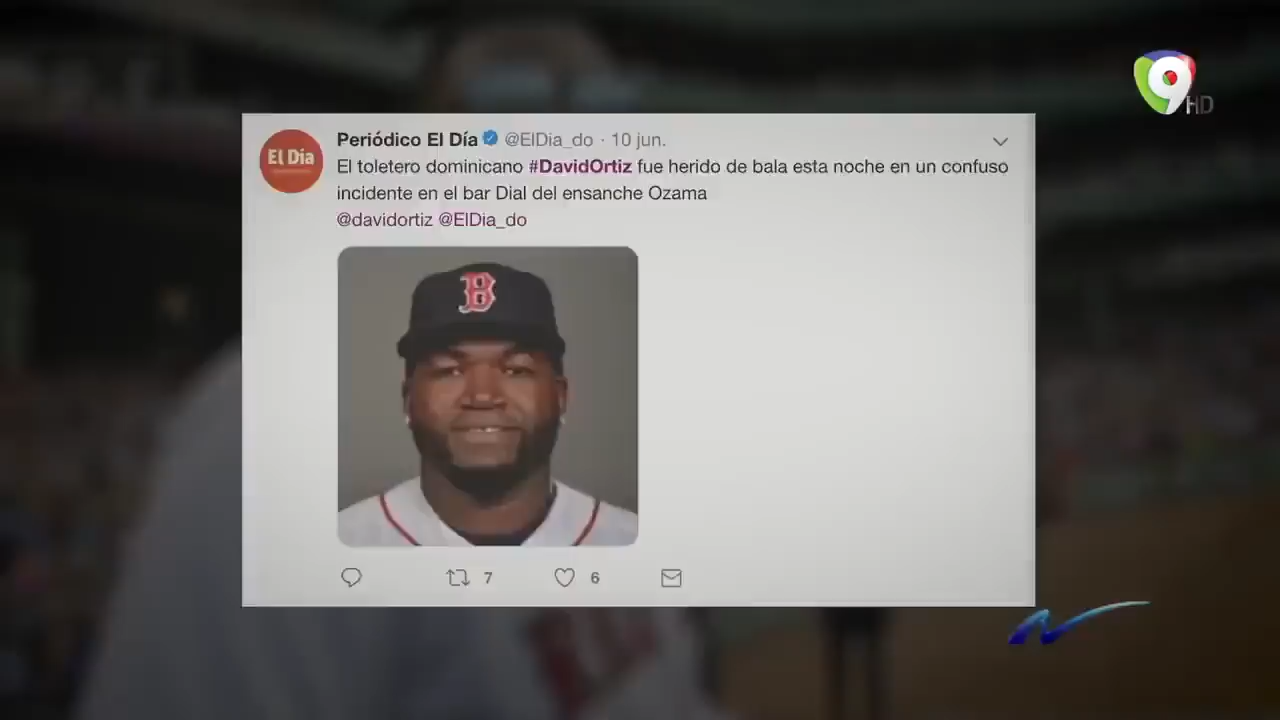 9
HD
Periódico El Día @ElDia_do · 10 jun.
El Día
El toletero dominicano #DavidOrtiz fue herido de bala esta noche en un confuso
incidente en el bar Dial del ensanche Ozama
@davidortiz @ElDia_do
B
7
6